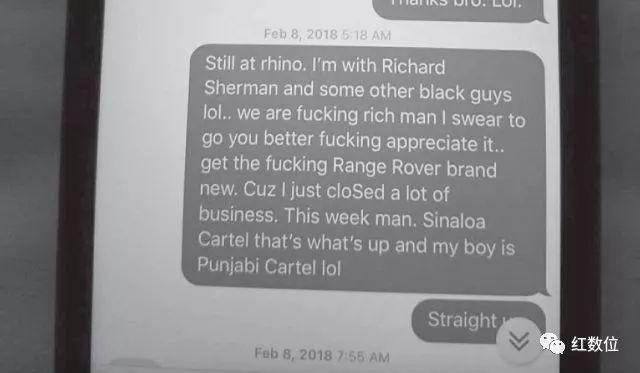 Thanks bro. Lol.
Feb 8, 2018 5:18 AM
Still at rhino. I'm with Richard
Sherman and some other black guys
lol.. we are fucking rich man I swear to
go you better fucking appreciate it..
get the fucking Range Rover brand
new. Cuz I just cloSed a lot of
business. This week man. Sinaloa
Cartel that's what's up and my boy is
Punjabi Cartel lol
Straight
Feb 8, 2018 7:55 AM
红数位